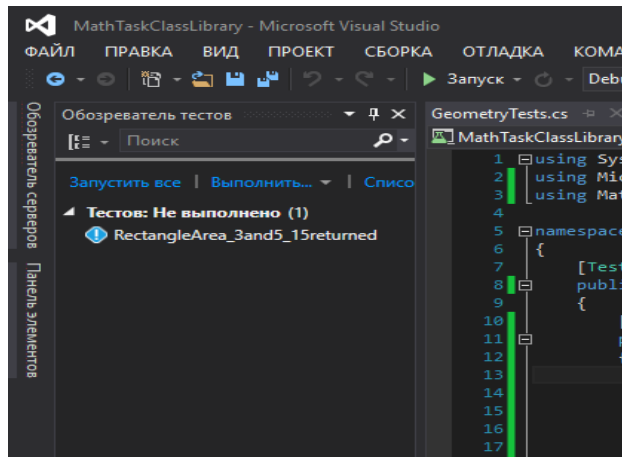 MathTaskClassLibrary - Microsoft Visual Stud
ФАЙЛ ПРАВКА ВИД ПРОЕКТ СБОРКА ОТЛАДКА КОМА
Запуск Debu
Обозреватель серверов
Панель элементов
Обозреватель тестов
Поиск
Запустить все | Выполнить... | Списо
Тестов: Не выполнено (1)
RectangleArea_3and5_15returned
GeometryTests.cs
MathTaskClassLibrary
1 using Sys
2 using Mic
3 using Mat
4
5 namespace
6 {
7 [Test
8 publi
9 {
10 [
11 p
12 {
13
14
15
16
17